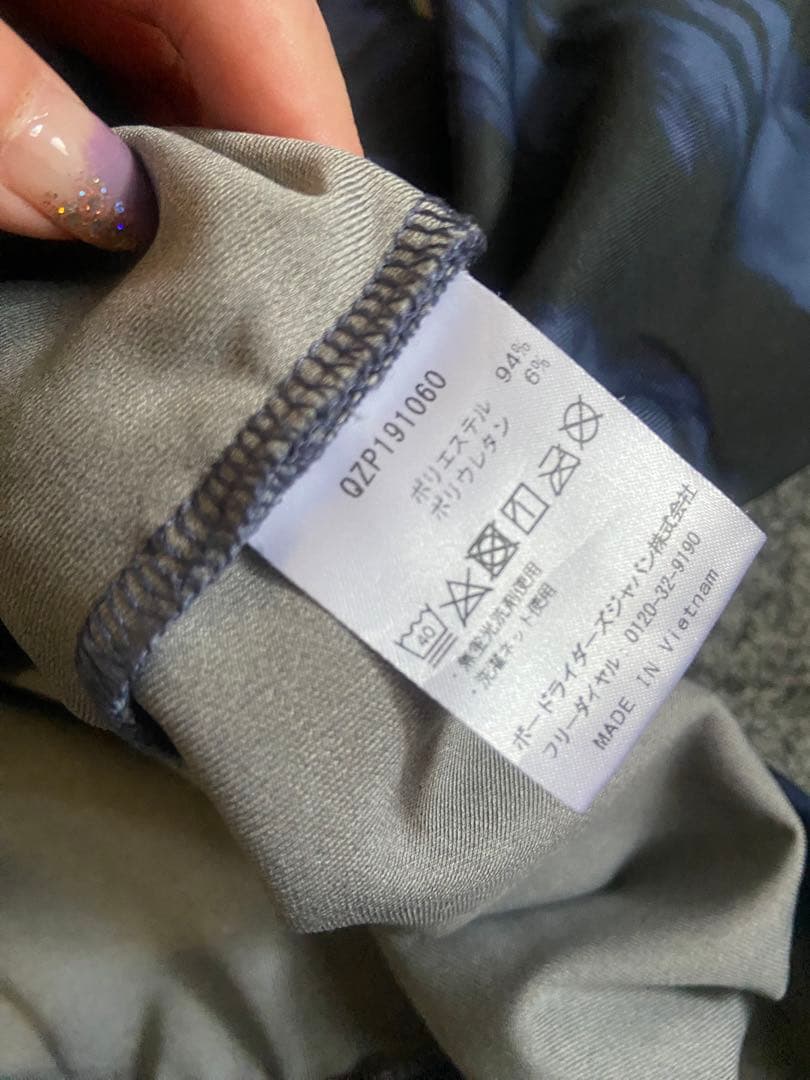 QZP191060
ポリエステル 94%
ポリウレタン 6%
40
・無蛍光洗剤使用
・洗濯ネット使用
ボードライダーズジャパン株式会社
フリーダイヤル：0120-32-9190
MADE IN Vietnam